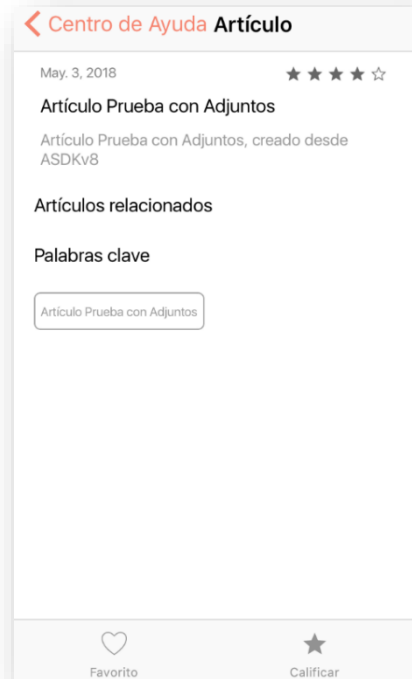 Centro de Ayuda Artículo
May. 3, 2018
Artículo Prueba con Adjuntos
Artículo Prueba con Adjuntos, creado desde
ASDKv8
Artículos relacionados
Palabras clave
Artículo Prueba con Adjuntos
Favorito
Calificar